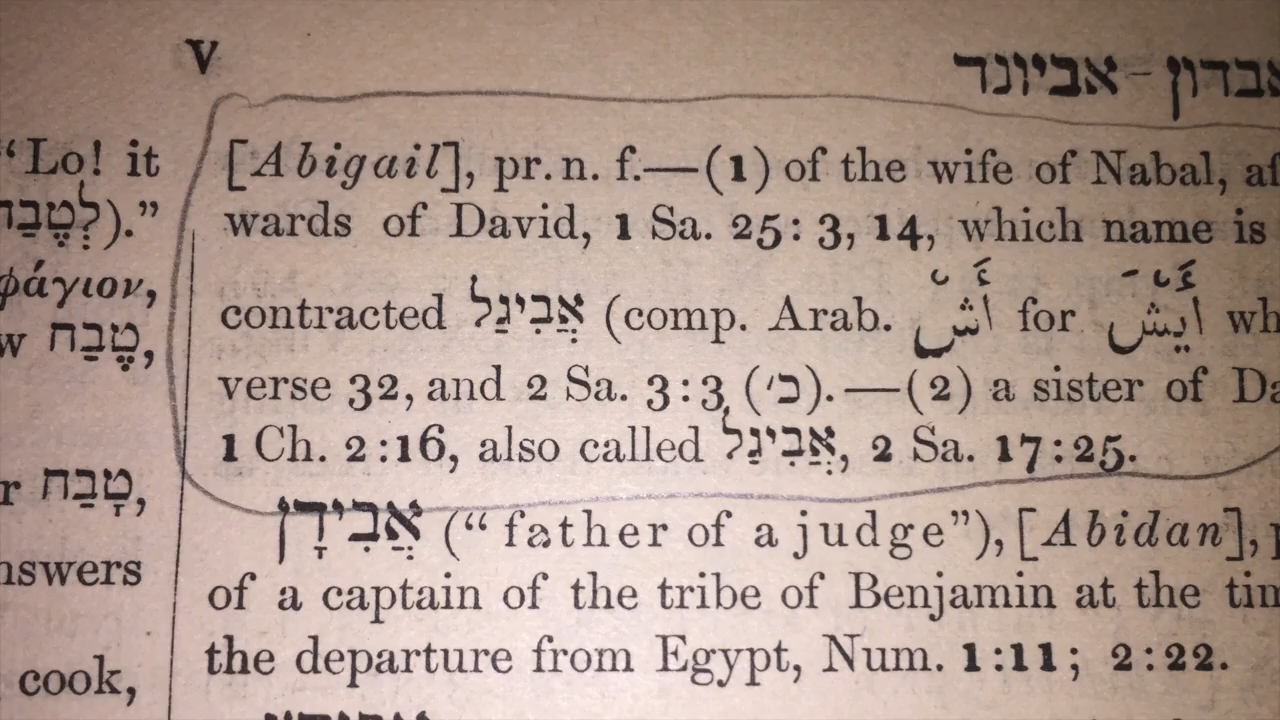 V
אבדון – אביונד
“Lo! it
לְטֶבַח).”
φάγιον,
טֶבַח,
טָבַח,
nswers
cook,
[Abigail], pr. n. f.—(1) of the wife of Nabal, af
wards of David, 1 Sa. 25: 3, 14, which name is
contracted אֲבִיגַל (comp. Arab. أَشْ for أَيْشَ wh
verse 32, and 2 Sa. 3:3, (כ׳).—(2) a sister of Da
1 Ch. 2:16, also called אֲבִיגַל, 2 Sa. 17:25.
אֲבִידָן (“father of a judge”), [Abidan], p
of a captain of the tribe of Benjamin at the tim
the departure from Egypt, Num. 1:11; 2:22.